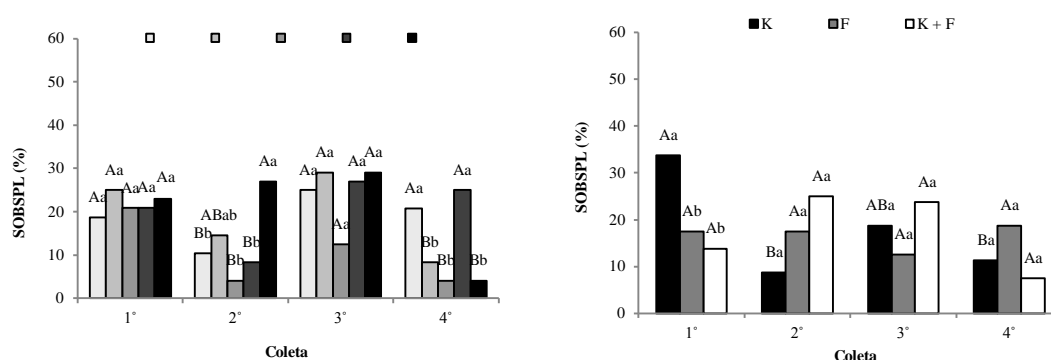 60
50
40
30
20
10
0
SOBSPL (%)
Aa Aa Aa Aa Aa
Bb ABab Bb Bb Aa
Aa Aa Aa Aa Aa
Aa Bb Bb Aa Bb
1° 2° 3° 4°
Coleta
K F K + F
60
50
40
30
20
10
0
SOBSPL (%)
Aa Ab Ab
Ba Aa Aa
ABa Aa Aa
Ba Aa Aa
1° 2° 3° 4°
Coleta